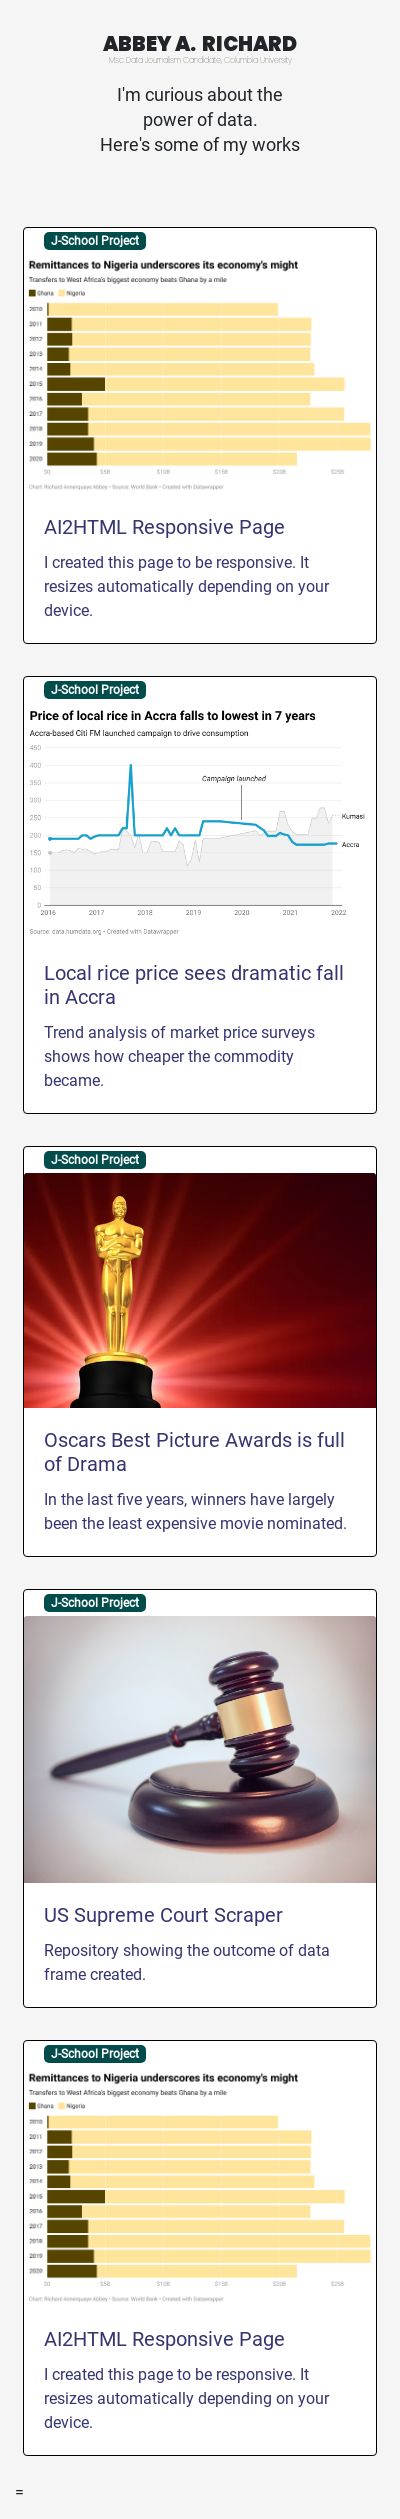 ABBEY A. RICHARD
Msc Data Journalism Candidate, Columbia University
I'm curious about the
power of data.
Here's some of my works
J-School Project
Remittances to Nigeria underscores its economy's might
Transfers to West Africa's biggest economy beats Ghana by a mile
Ghana Nigeria
2010
2011
2012
2013
2014
2015
2016
2017
2018
2019
2020
$0 $5B $10B $15B $20B $25B
Chart: Richard Annerquaye Abbey • Source: World Bank • Created with Datawrapper
AI2HTML Responsive Page
I created this page to be responsive. It
resizes automatically depending on your
device.
J-School Project
Price of local rice in Accra falls to lowest in 7 years
Accra-based Citi FM launched campaign to drive consumption
450
400
Campaign launched
350
300
250
Kumasi
200
Accra
150
100
50
0
2016 2017 2018 2019 2020 2021 2022
Source: data.humdata.org • Created with Datawrapper
Local rice price sees dramatic fall
in Accra
Trend analysis of market price surveys
shows how cheaper the commodity
became.
J-School Project
Oscars Best Picture Awards is full
of Drama
In the last five years, winners have largely
been the least expensive movie nominated.
J-School Project
US Supreme Court Scraper
Repository showing the outcome of data
frame created.
J-School Project
Remittances to Nigeria underscores its economy's might
Transfers to West Africa's biggest economy beats Ghana by a mile
Ghana Nigeria
2010
2011
2012
2013
2014
2015
2016
2017
2018
2019
2020
$0 $5B $10B $15B $20B $25B
Chart: Richard Annerquaye Abbey • Source: World Bank • Created with Datawrapper
AI2HTML Responsive Page
I created this page to be responsive. It
resizes automatically depending on your
device.
=